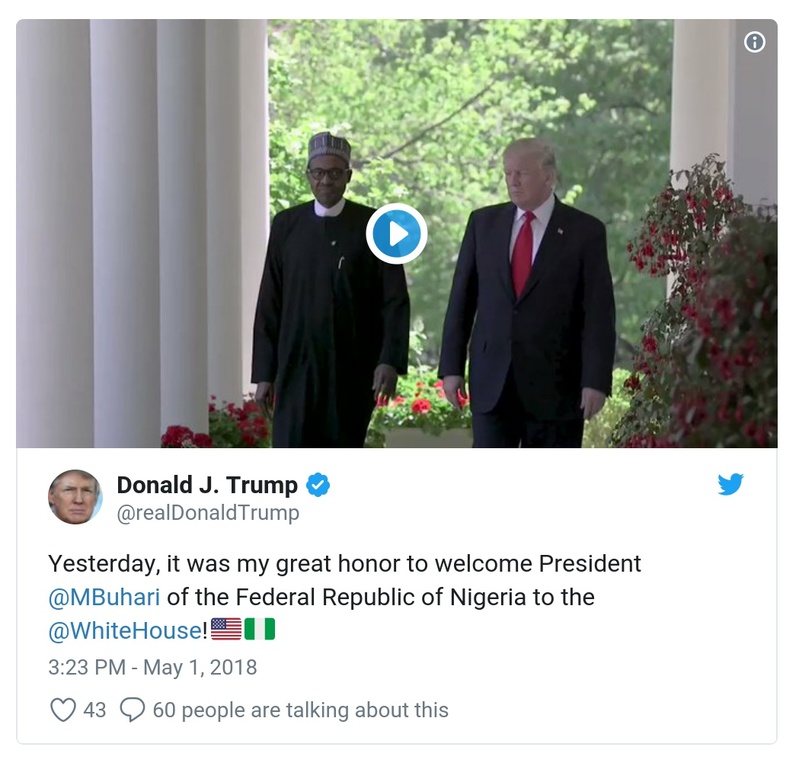 Donald J. Trump
@realDonaldTrump
Yesterday, it was my great honor to welcome President
@MBuhari of the Federal Republic of Nigeria to the
@WhiteHouse!🇺🇸🇳🇬
3:23 PM - May 1, 2018
43 60 people are talking about this